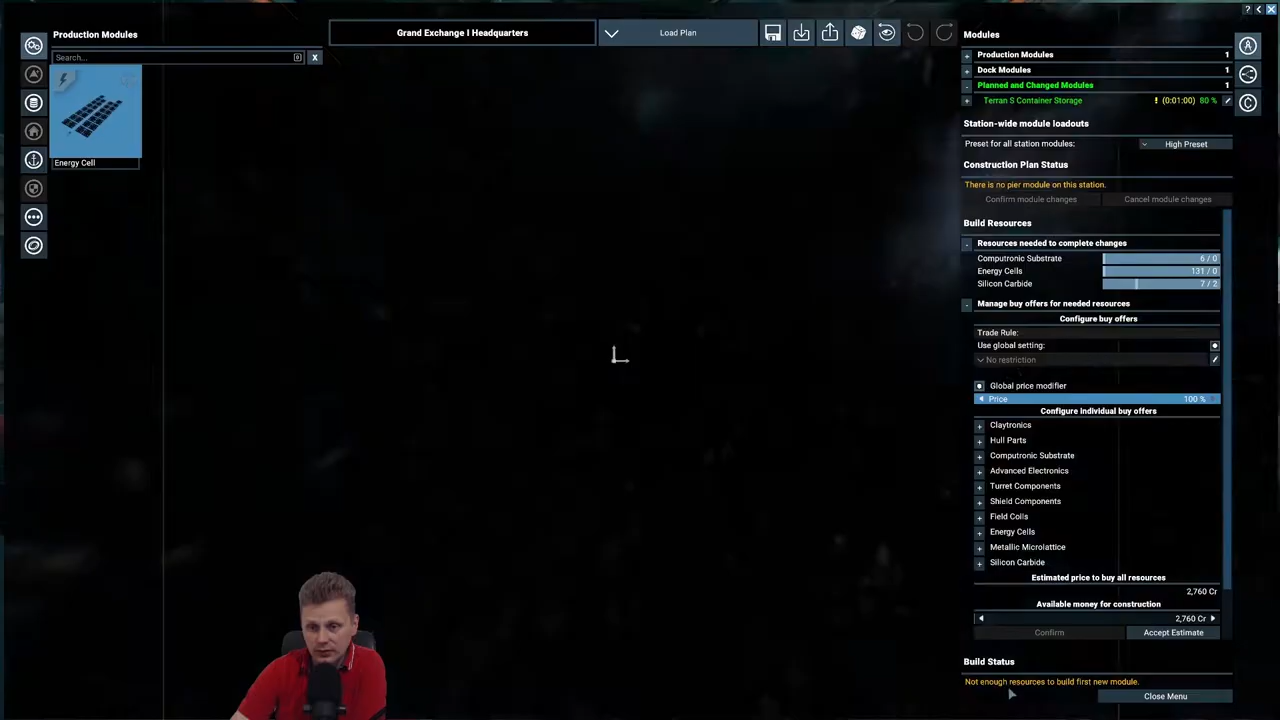 Production Modules
Search...
x
Energy Cell
Grand Exchange I Headquarters
Load Plan
?
Modules
Production Modules 1
Dock Modules 1
Planned and Changed Modules 1
Terran S Container Storage ! (0:01:00) 80 %
Station-wide module loadouts
Preset for all station modules: High Preset
Construction Plan Status
There is no pier module on this station.
Confirm module changes Cancel module changes
Build Resources
Resources needed to complete changes
Computronic Substrate 6 / 0
Energy Cells 131 / 0
Silicon Carbide 7 / 2
Manage buy offers for needed resources
Configure buy offers
Trade Rule:
Use global setting:
No restriction
Global price modifier
Price 100 %
Configure individual buy offers
Claytronics
Hull Parts
Computronic Substrate
Advanced Electronics
Turret Components
Shield Components
Field Coils
Energy Cells
Metallic Microlattice
Silicon Carbide
Estimated price to buy all resources
2,760 Cr
Available money for construction
2,760 Cr
Confirm Accept Estimate
Build Status
Not enough resources to build first new module.
Close Menu